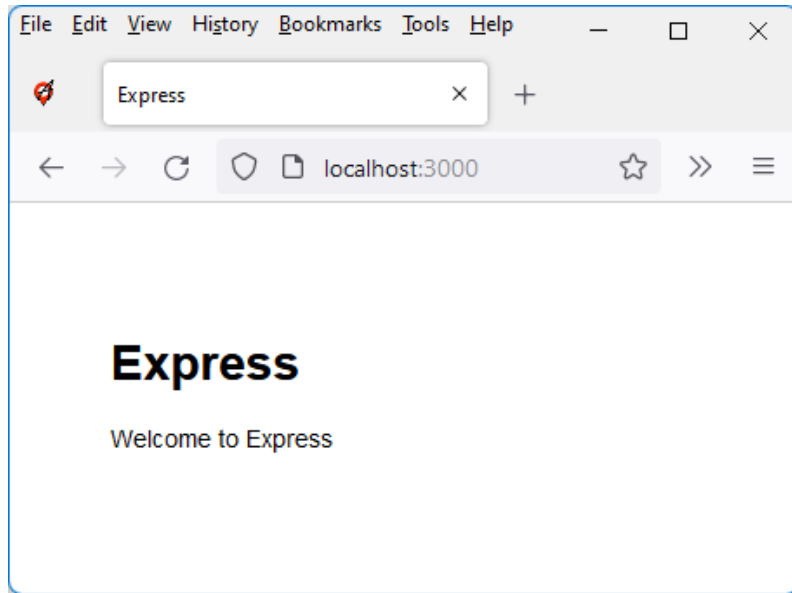 File Edit View History Bookmarks Tools Help
Express
localhost:3000
Express
Welcome to Express